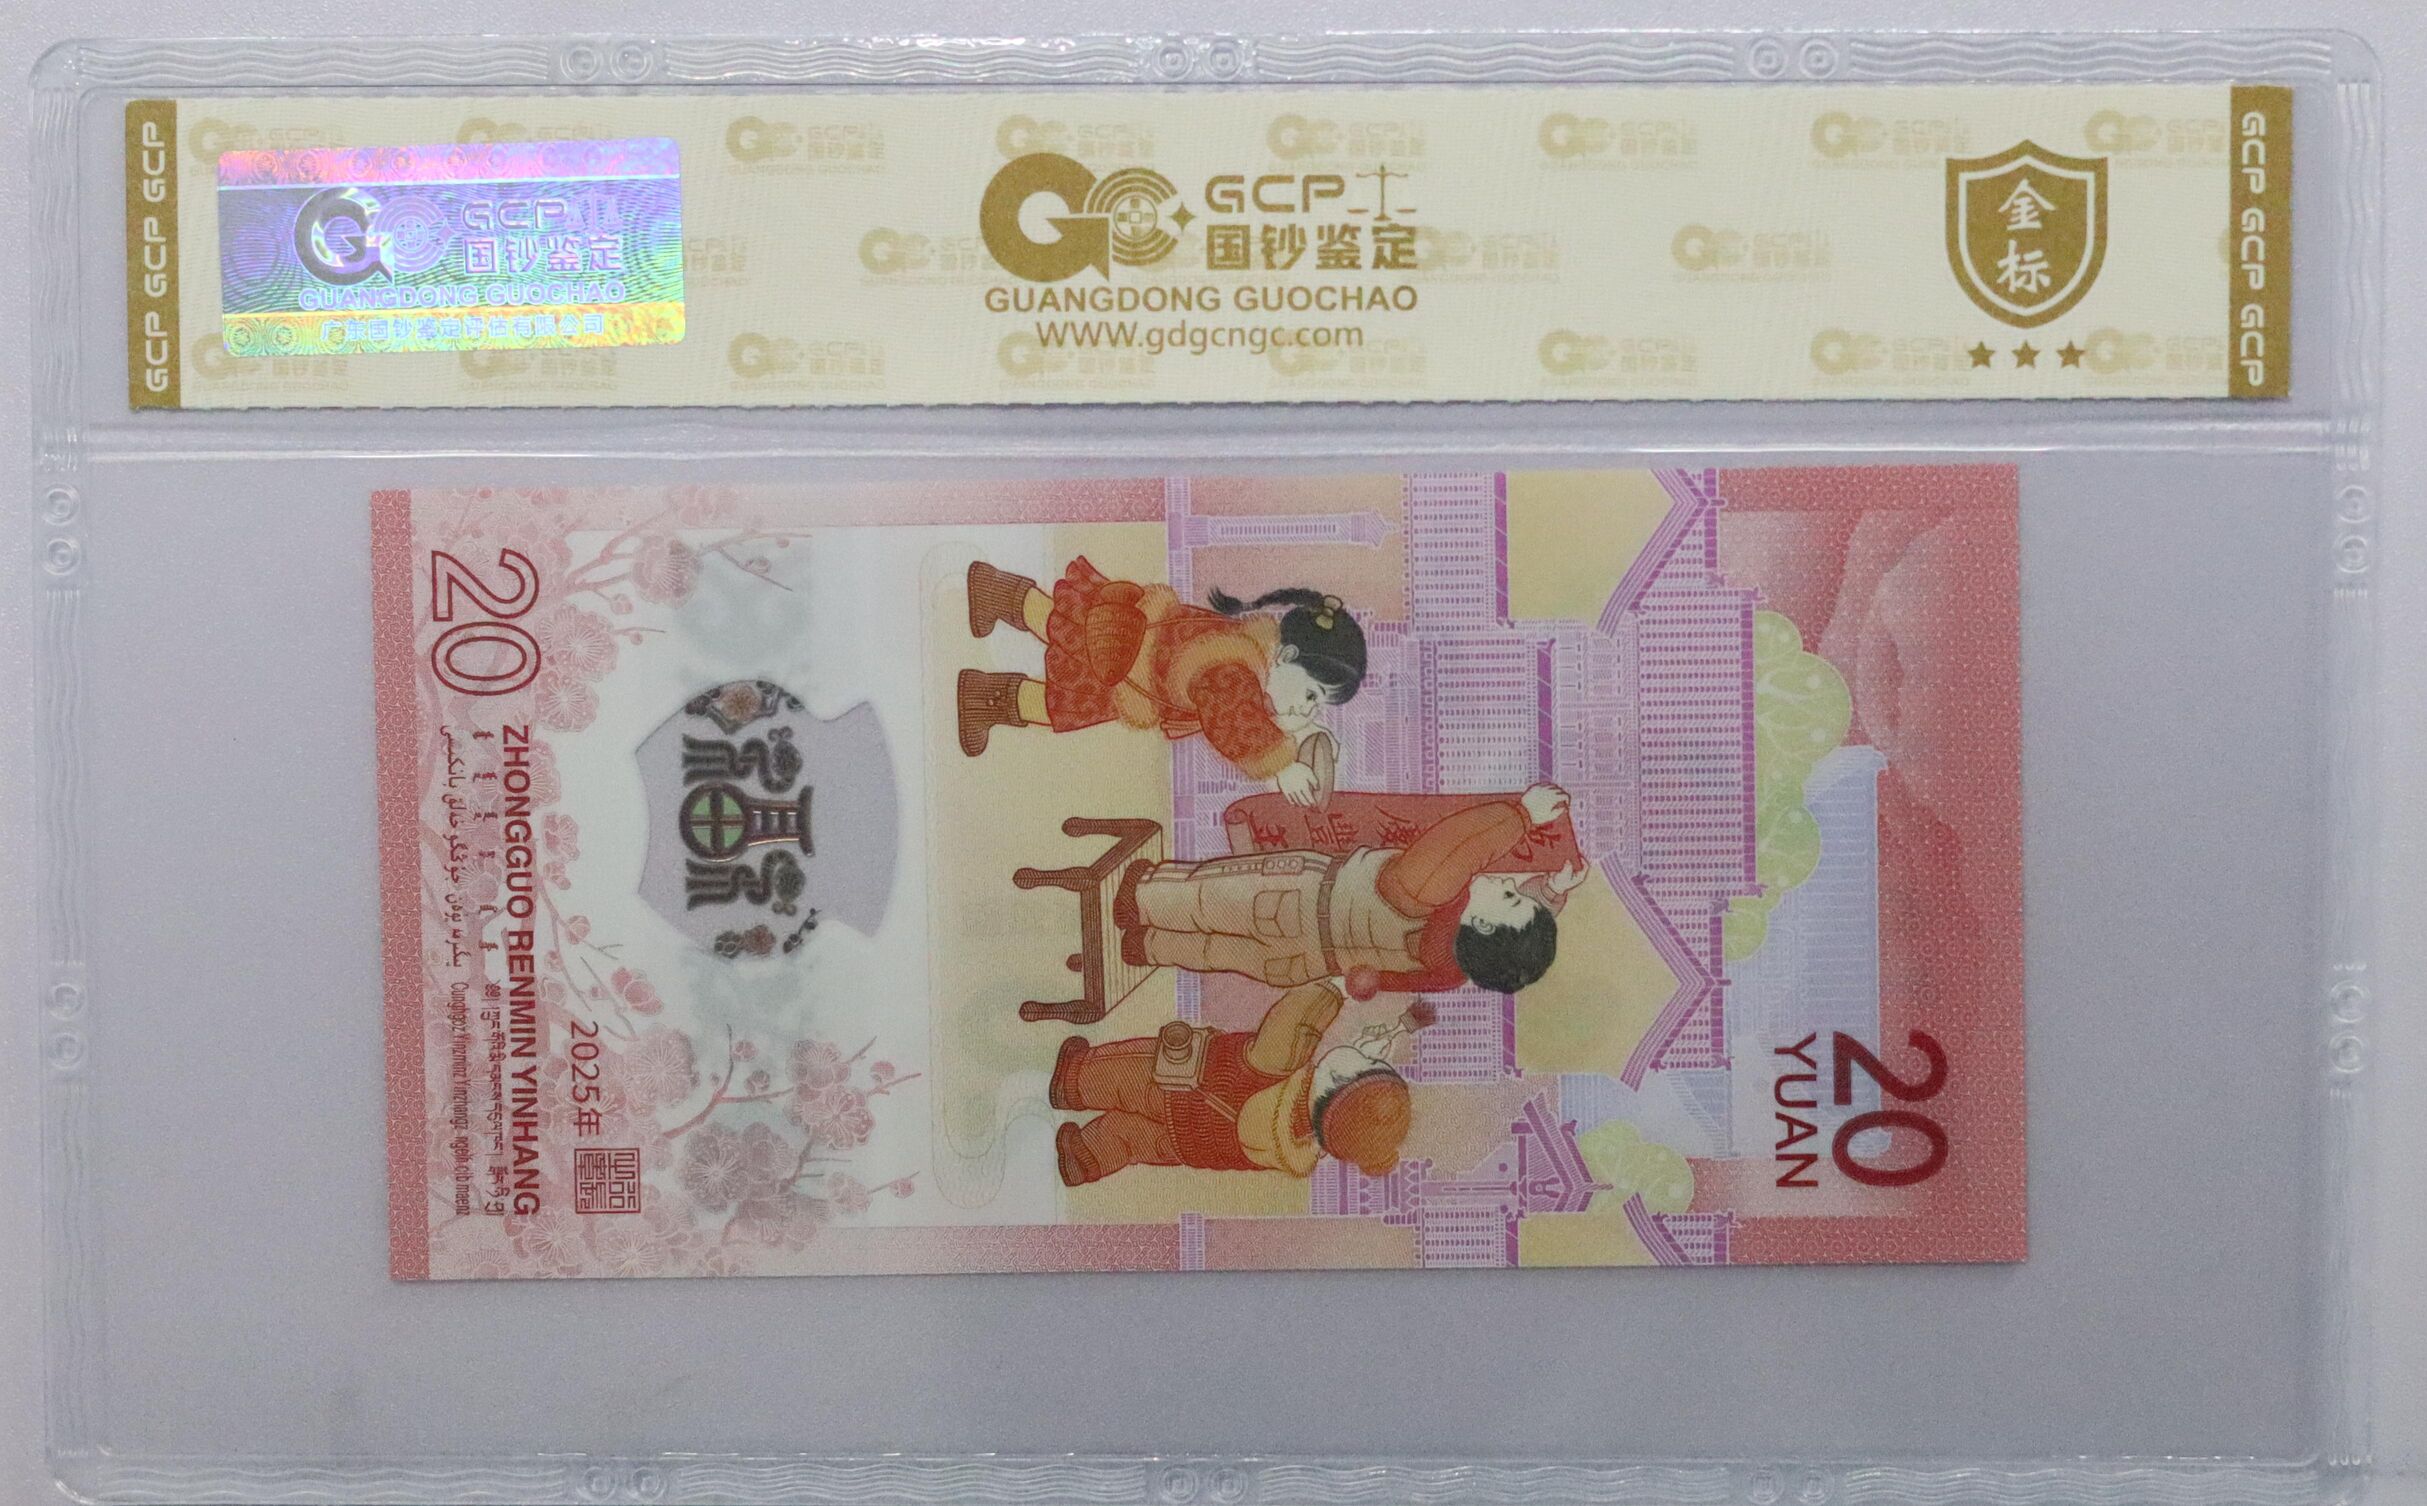 GCP GCP GCP
GCP
国钞鉴定
GUANGDONG GUOCHAO
广东国钞鉴定评估有限公司
GCP
国钞鉴定
GUANGDONG GUOCHAO
WWW.gdgcngc.com
金标
GCP GCP GCP
20
YUAN
2025年
ZHONGGUO RENMIN YINHANG
20